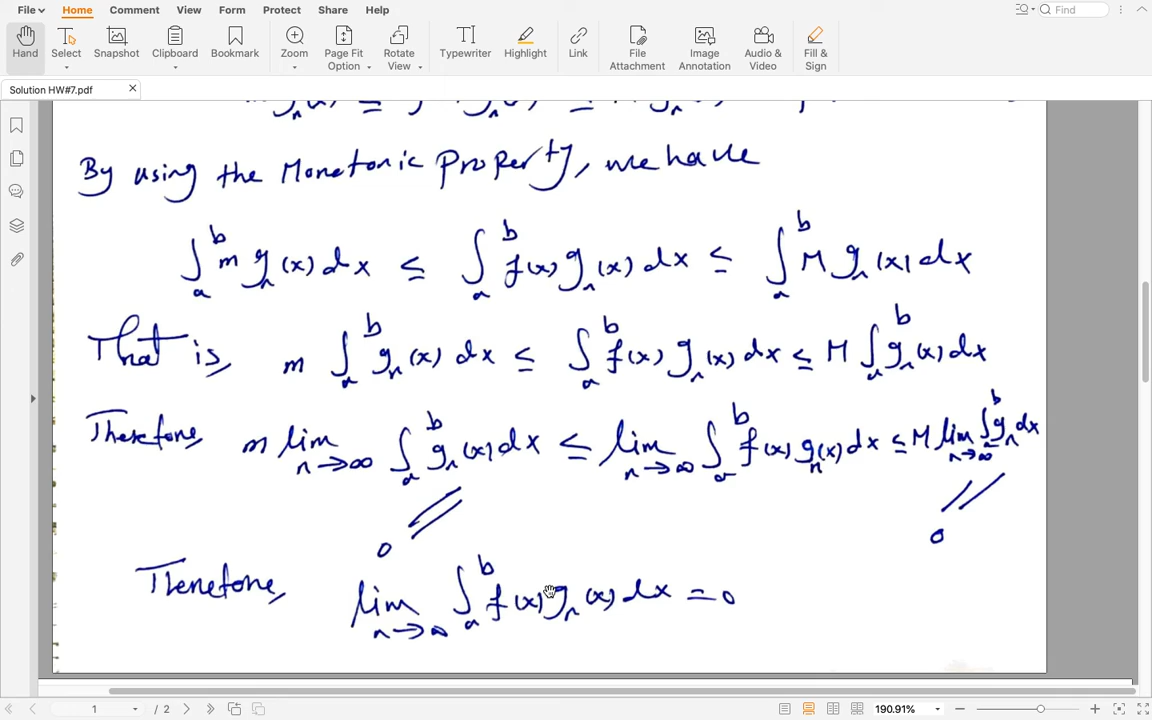 File Home Comment View Form Protect Share Help Find
Hand Select Snapshot Clipboard Bookmark Zoom Page Fit Option Rotate View Typewriter Highlight Link File Attachment Image Annotation Audio & Video Fill & Sign
Solution HW#7.pdf
By using the Monotonic Property, we have
∫_a^b m g_n(x) dx ≤ ∫_a^b f(x) g_n(x) dx ≤ ∫_a^b M g_n(x) dx
That is, m ∫_a^b g_n(x) dx ≤ ∫_a^b f(x) g_n(x) dx ≤ M ∫_a^b g_n(x) dx
Therefore, m lim_{n→∞} ∫_a^b g_n(x) dx ≤ lim_{n→∞} ∫_a^b f(x) g_n(x) dx ≤ M lim_{n→∞} ∫_a^b g_n dx
0 0
Therefore, lim_{n→∞} ∫_a^b f(x) g_n(x) dx = 0
1 / 2 190.91%